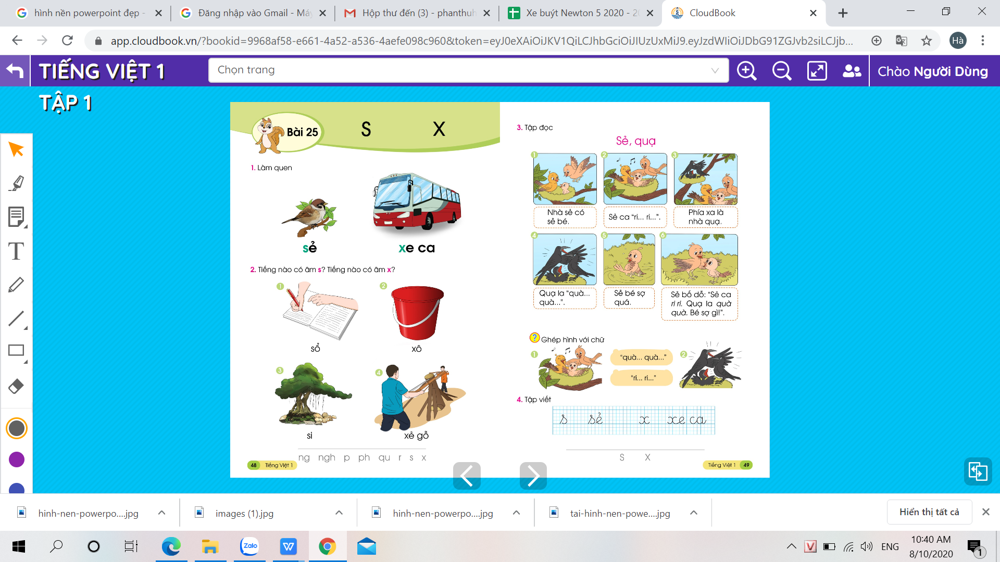 hình nền powerpoint đẹp -
Đăng nhập vào Gmail - Máy
Hộp thư đến (3) - phanthuh
Xe buýt Newton 5 2020 - 20
CloudBook
app.cloudbook.vn/?bookid=9968af58-e661-4a52-a536-4aefe098c960&token=eyJ0eXAiOiJKV1QiLCJhbGciOiJIUzUxMiJ9.eyJzdWIiOiJDbG91ZGJvb2siLCJjb...
Hà
TIẾNG VIỆT 1
TẬP 1
Chọn trang
Chào Người Dùng
T
Bài 25
S X
1. Làm quen
sẻ
xe ca
2. Tiếng nào có âm s? Tiếng nào có âm x?
1
2
sổ
xô
3
4
si
xẻ gỗ
ng ngh p ph qu r s x
48 Tiếng Việt 1
3. Tập đọc
Sẻ, quạ
1
2
3
Nhà sẻ có
sẻ bé.
Sẻ ca “ri... ri...”.
Phía xa là
nhà quạ.
4
5
6
Quạ la “quà...
quà...”.
Sẻ bé sợ
quá.
Sẻ bố dỗ: “Sẻ ca
ri ri. Quạ la quà
quà. Bé sợ gì!”.
? Ghép hình với chữ
1
“quà... quà...”
“ri... ri...”
2
4. Tập viết
s sẻ x xe ca
S X
Tiếng Việt 1 49
hinh-nen-powerpo....jpg
images (1).jpg
hinh-nen-powerpo....jpg
tai-hinh-nen-powe....jpg
Hiển thị tất cả
Zalo
W
V
ENG
10:40 AM
8/10/2020
1